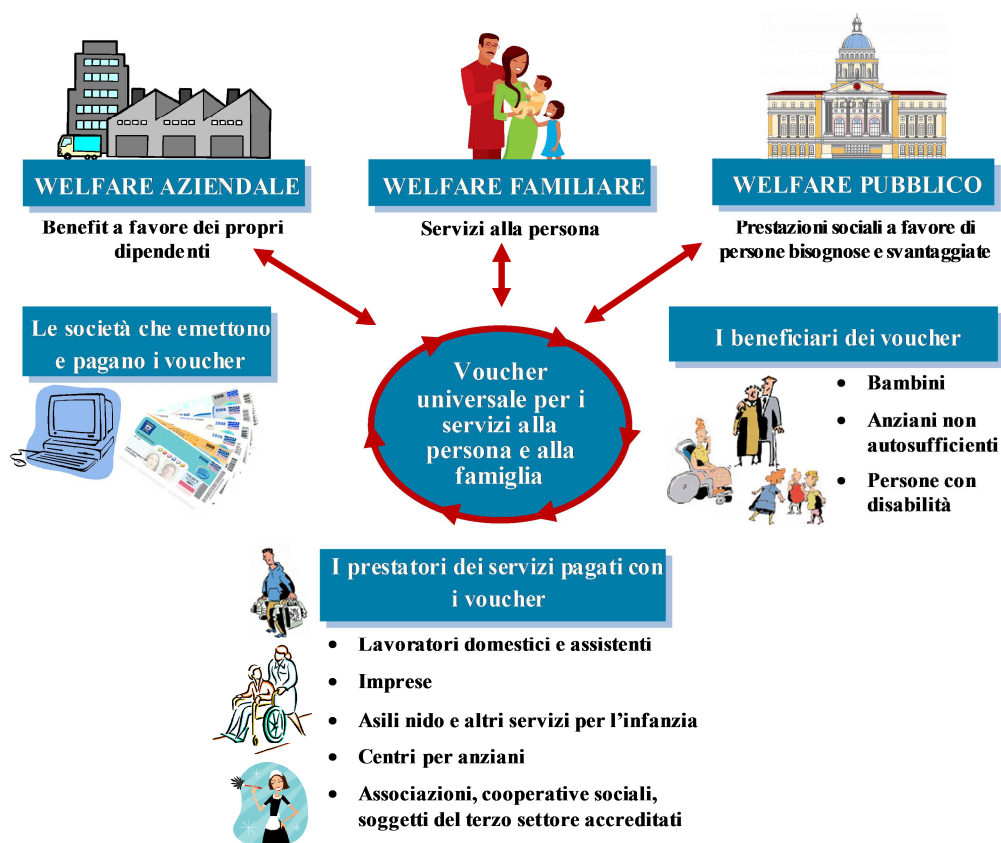 WELFARE AZIENDALE
Benefit a favore dei propri
dipendenti
WELFARE FAMILIARE
Servizi alla persona
WELFARE PUBBLICO
Prestazioni sociali a favore di
persone bisognose e svantaggiate
Le società che emettono
e pagano i voucher
Voucher
universale per i
servizi alla
persona e alla
famiglia
I beneficiari dei voucher
• Bambini
• Anziani non
autosufficienti
• Persone con
disabilità
I prestatori dei servizi pagati con
i voucher
• Lavoratori domestici e assistenti
• Imprese
• Asili nido e altri servizi per l’infanzia
• Centri per anziani
• Associazioni, cooperative sociali,
soggetti del terzo settore accreditati